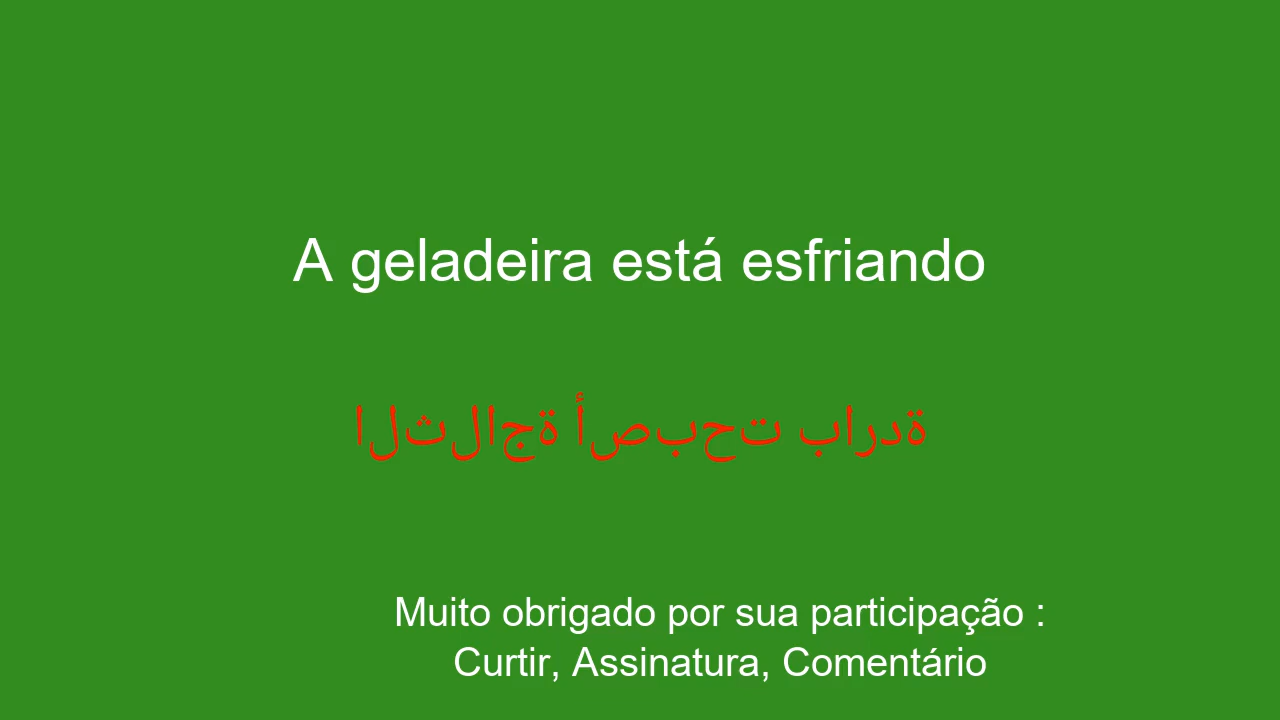 A geladeira está esfriando
الثلاجة أصبحت باردة
Muito obrigado por sua participação :
Curtir, Assinatura, Comentário